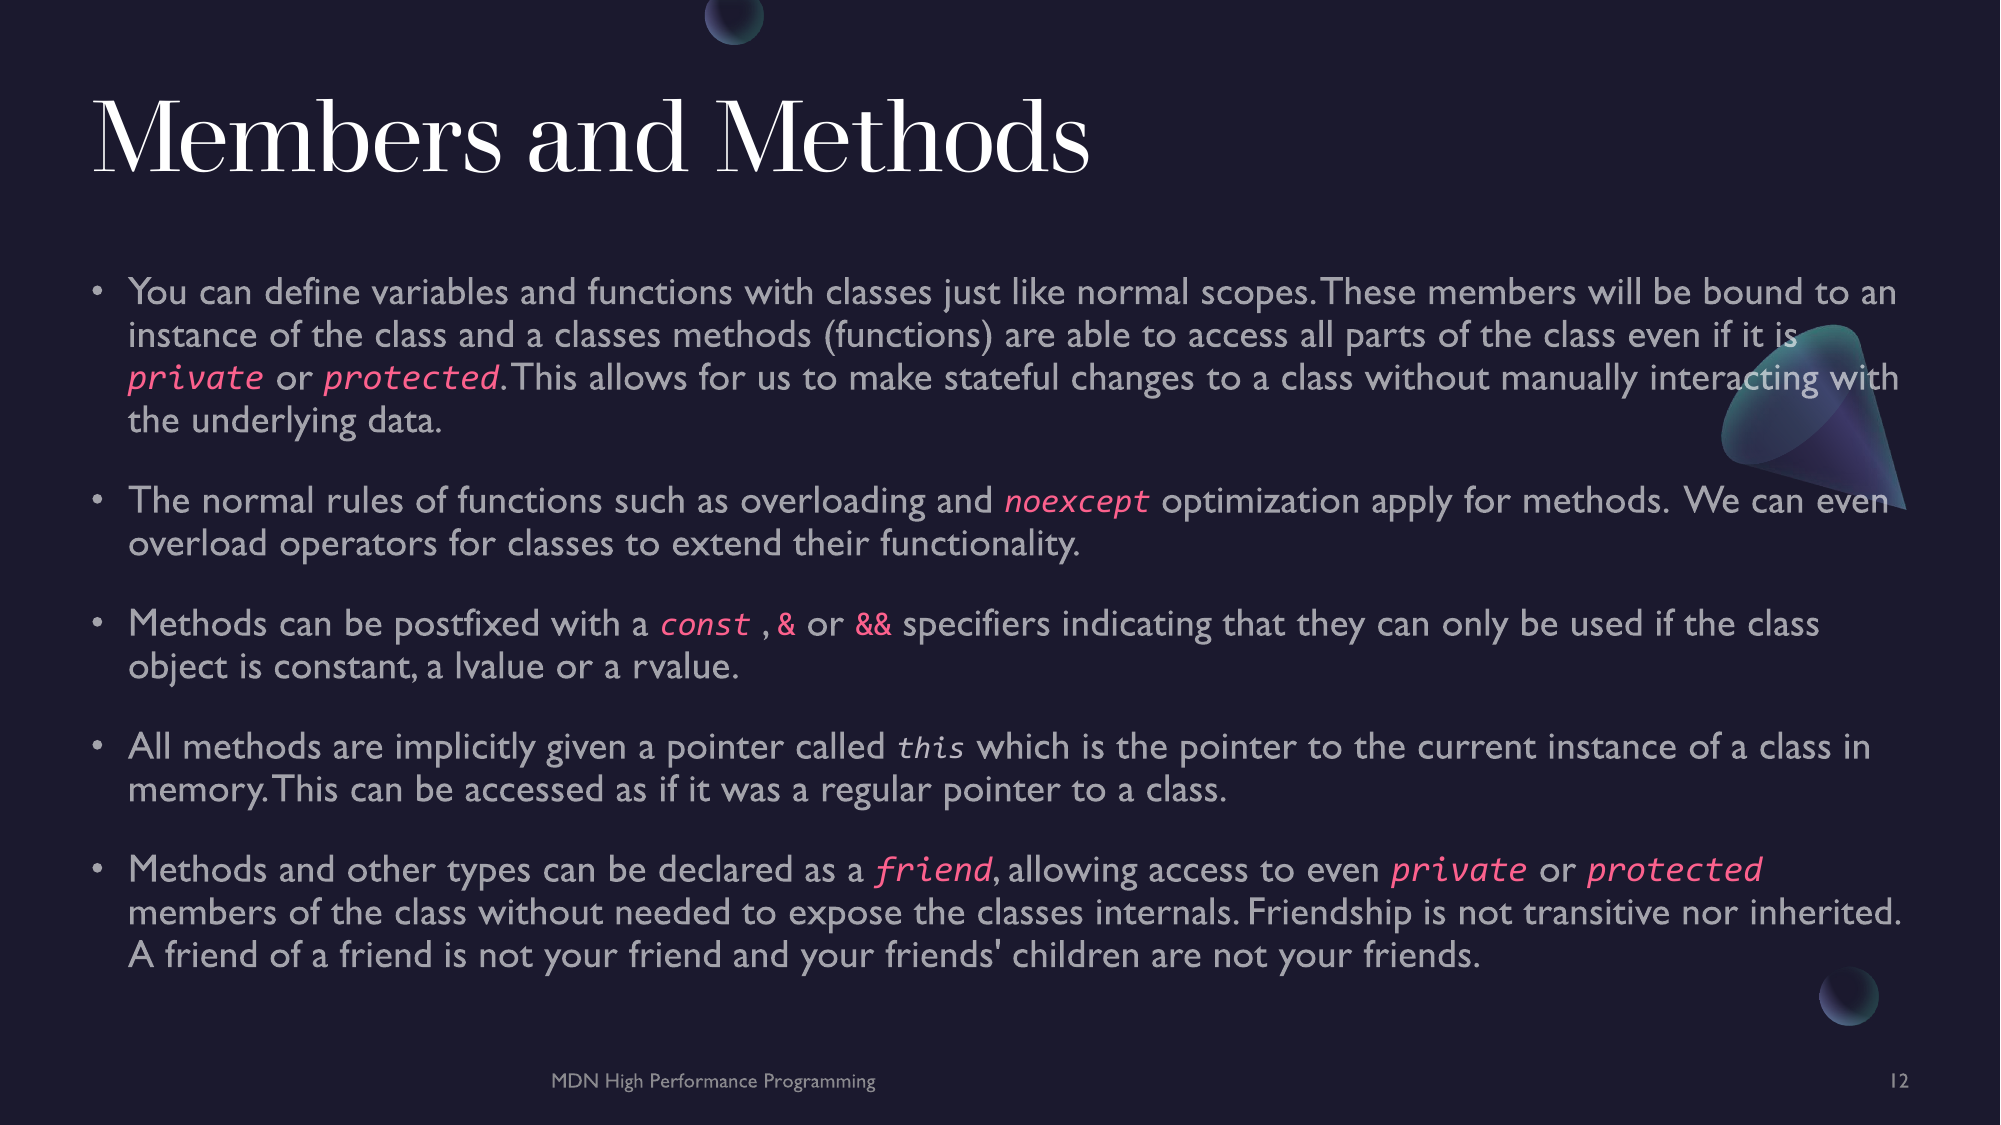 Members and Methods
• You can define variables and functions with classes just like normal scopes. These members will be bound to an
instance of the class and a classes methods (functions) are able to access all parts of the class even if it is
private or protected. This allows for us to make stateful changes to a class without manually interacting with
the underlying data.
• The normal rules of functions such as overloading and noexcept optimization apply for methods. We can even
overload operators for classes to extend their functionality.
• Methods can be postfixed with a const , & or && specifiers indicating that they can only be used if the class
object is constant, a lvalue or a rvalue.
• All methods are implicitly given a pointer called this which is the pointer to the current instance of a class in
memory. This can be accessed as if it was a regular pointer to a class.
• Methods and other types can be declared as a friend, allowing access to even private or protected
members of the class without needed to expose the classes internals. Friendship is not transitive nor inherited.
A friend of a friend is not your friend and your friends' children are not your friends.
MDN High Performance Programming
12